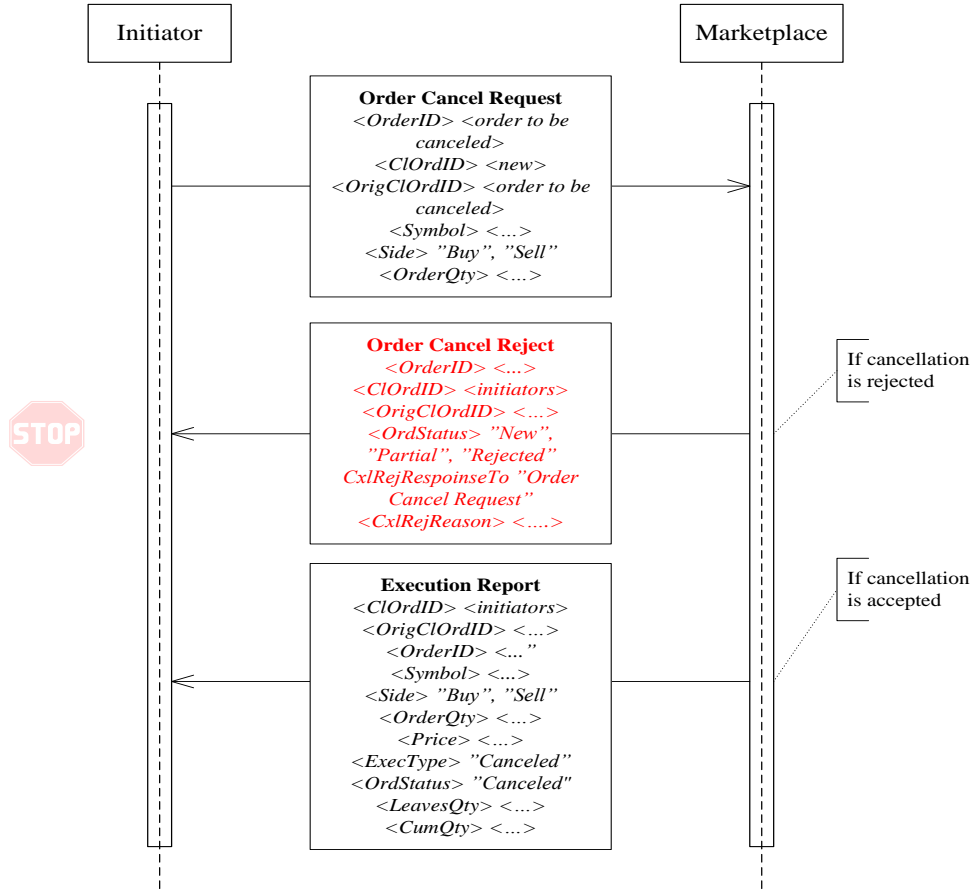 Initiator
Marketplace
Order Cancel Request
<OrderID> <order to be
canceled>
<ClOrdID> <new>
<OrigClOrdID> <order to be
canceled>
<Symbol> <...>
<Side> ”Buy”, ”Sell”
<OrderQty> <...>
Order Cancel Reject
<OrderID> <...>
<ClOrdID> <initiators>
<OrigClOrdID> <...>
<OrdStatus> ”New”,
”Partial”, ”Rejected”
CxlRejRespoinseTo ”Order
Cancel Request”
<CxlRejReason> <....>
If cancellation
is rejected
STOP
Execution Report
<ClOrdID> <initiators>
<OrigClOrdID> <...>
<OrderID> <...”
<Symbol> <...>
<Side> ”Buy”, ”Sell”
<OrderQty> <...>
<Price> <...>
<ExecType> ”Canceled”
<OrdStatus> ”Canceled"
<LeavesQty> <...>
<CumQty> <...>
If cancellation
is accepted